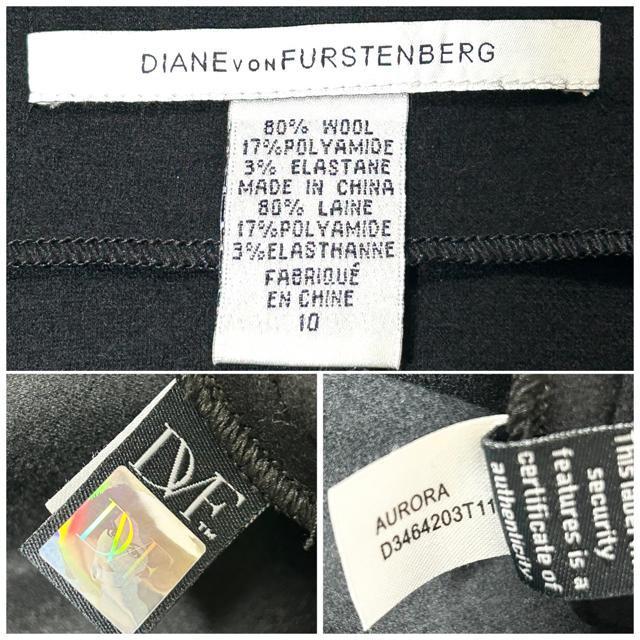 DIANE VON FURSTENBERG
80% WOOL
17%POLYAMIDE
3% ELASTANE
MADE IN CHINA
80% LAINE
17%POLYAMIDE
3%ELASTHANNE
FABRIQUÉ
EN CHINE
10
DVF™
DVF
AURORA
D3464203T11
This label
security
features is a
certificate of
authenticity.